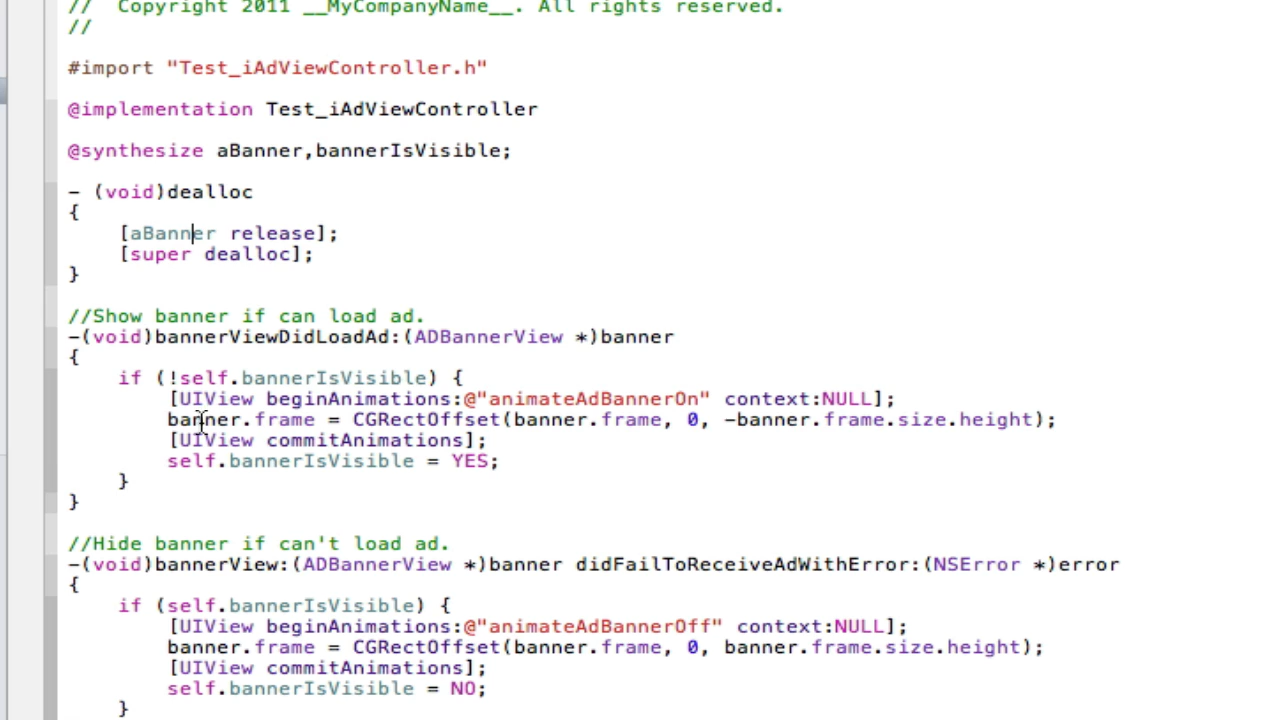 //  Copyright 2011 __MyCompanyName__. All rights reserved.
//
#import "Test_iAdViewController.h"
@implementation Test_iAdViewController
@synthesize aBanner,bannerIsVisible;
- (void)dealloc
{
    [aBanner release];
    [super dealloc];
}
//Show banner if can load ad.
-(void)bannerViewDidLoadAd:(ADBannerView *)banner
{
    if (!self.bannerIsVisible) {
        [UIView beginAnimations:@"animateAdBannerOn" context:NULL];
        banner.frame = CGRectOffset(banner.frame, 0, -banner.frame.size.height);
        [UIView commitAnimations];
        self.bannerIsVisible = YES;
    }
}
//Hide banner if can't load ad.
-(void)bannerView:(ADBannerView *)banner didFailToReceiveAdWithError:(NSError *)error
{
    if (self.bannerIsVisible) {
        [UIView beginAnimations:@"animateAdBannerOff" context:NULL];
        banner.frame = CGRectOffset(banner.frame, 0, banner.frame.size.height);
        [UIView commitAnimations];
        self.bannerIsVisible = NO;
    }